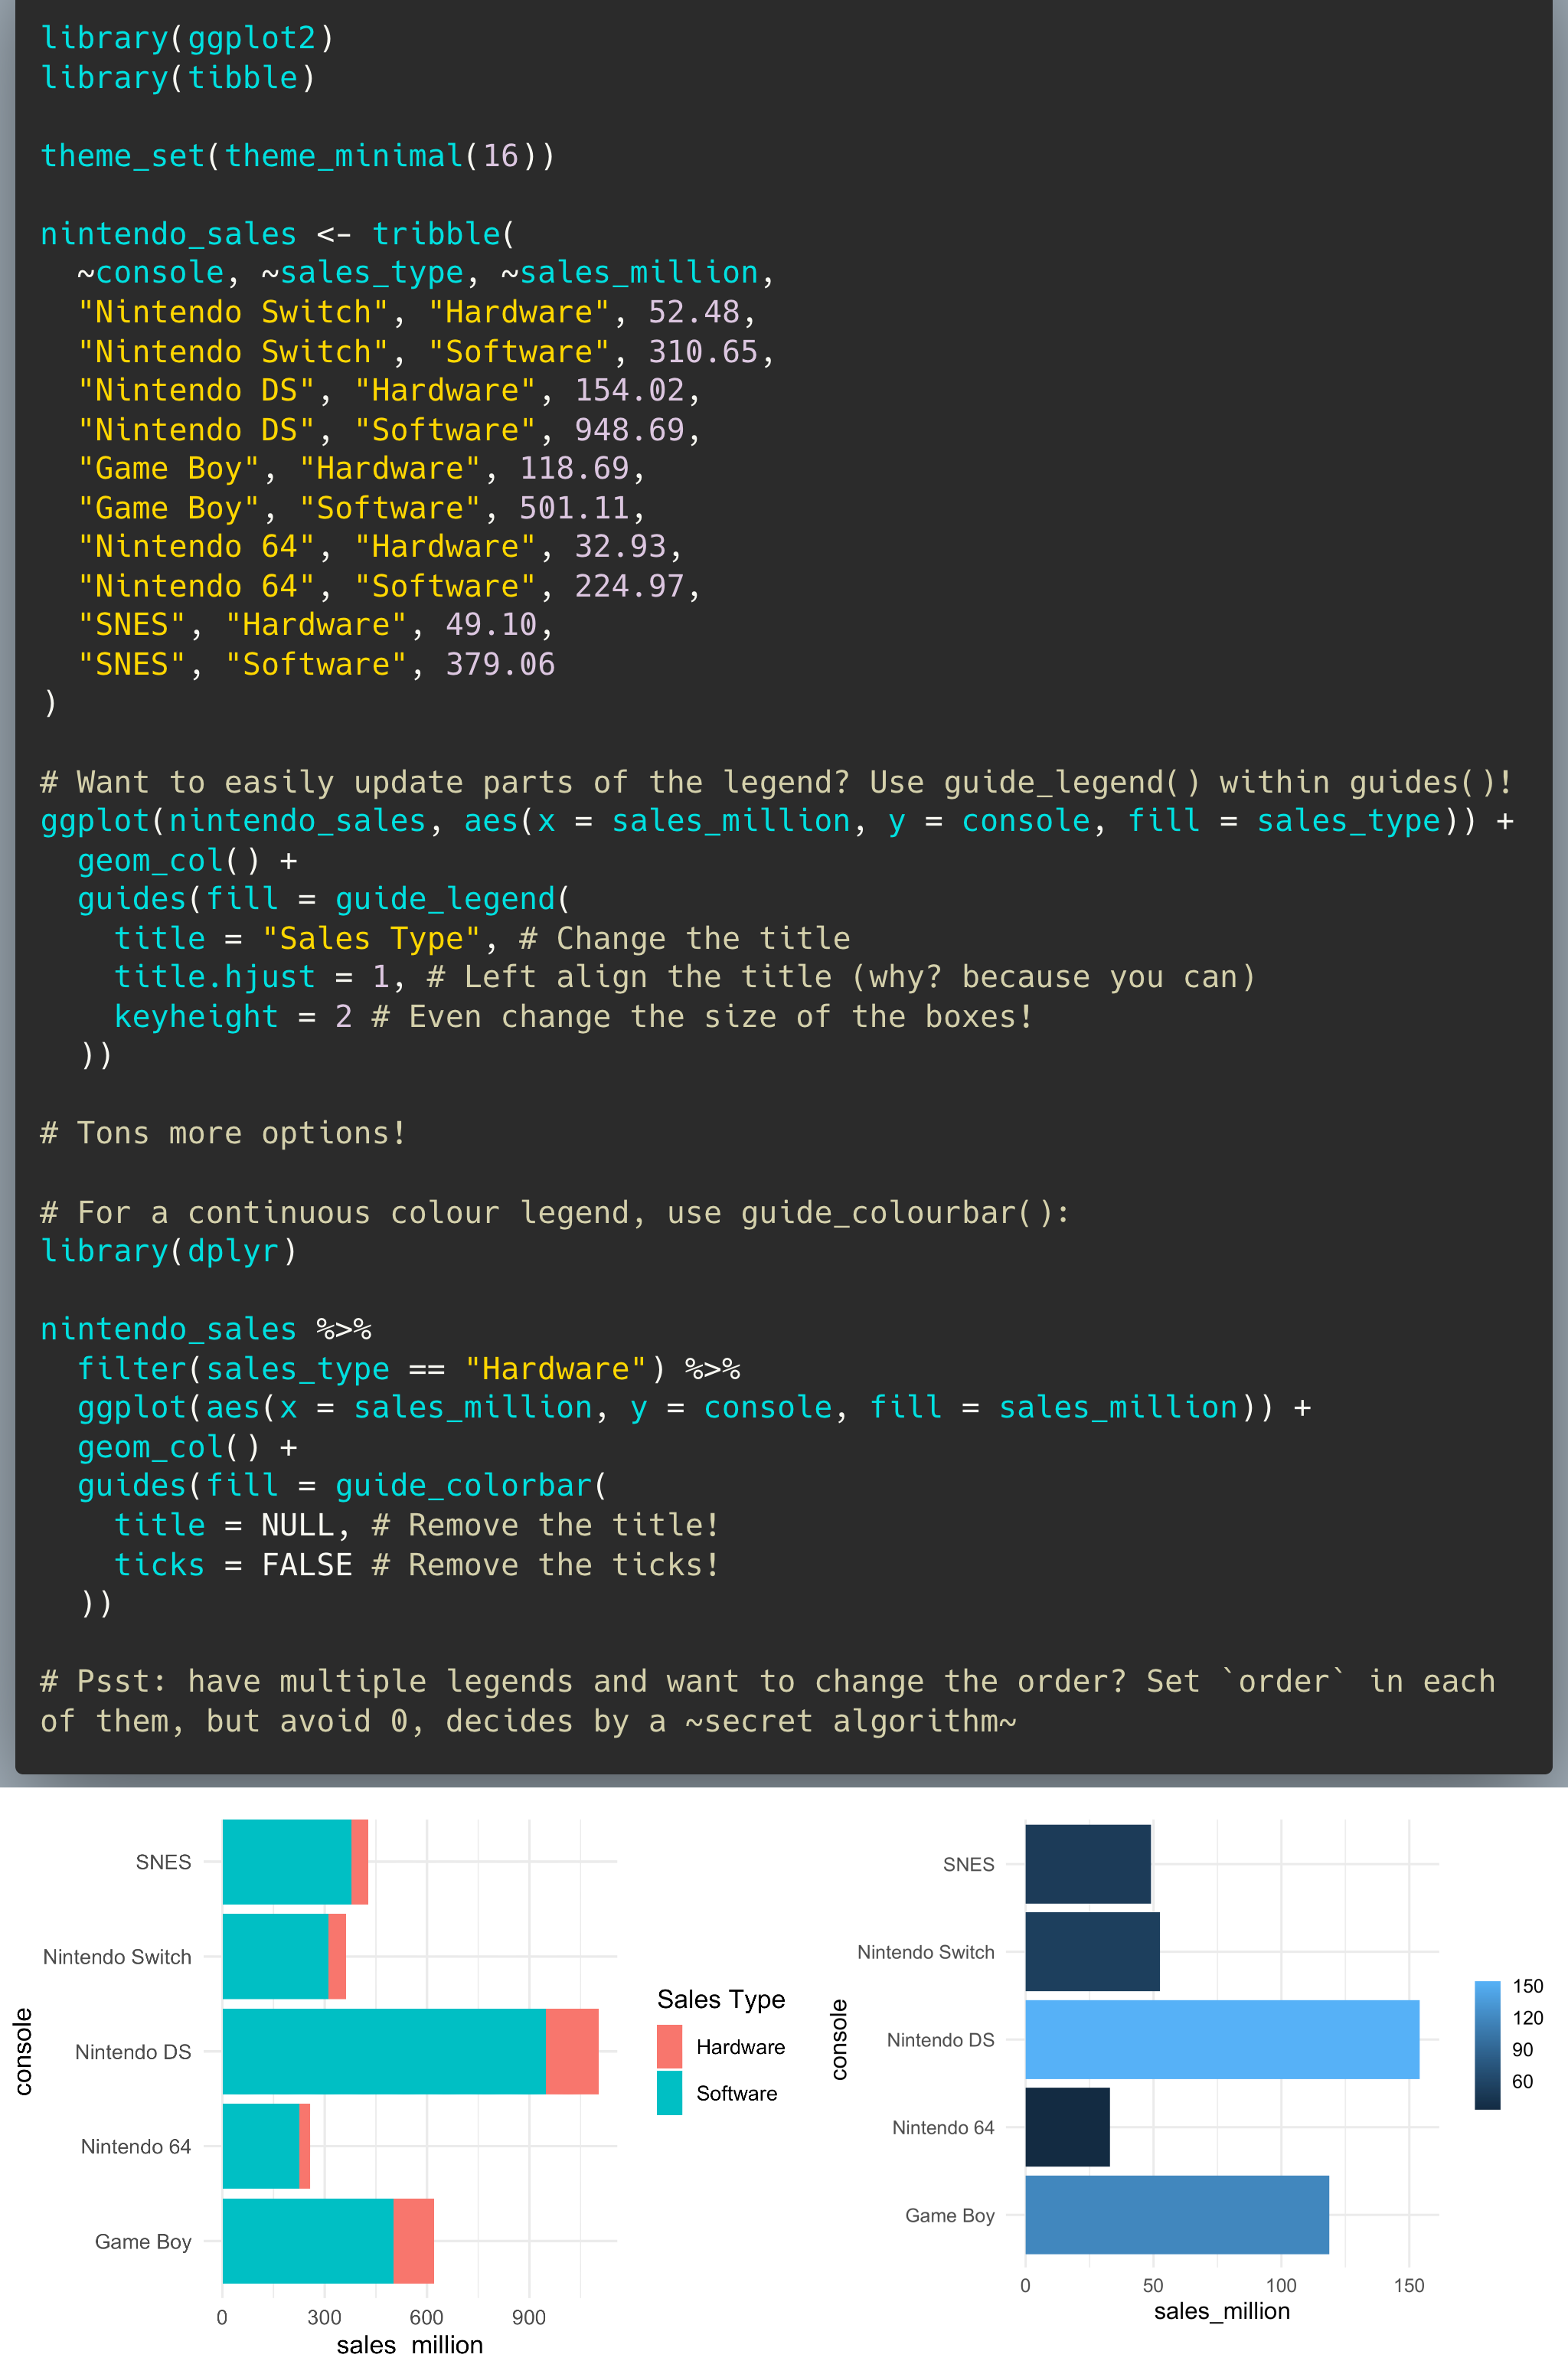 library(ggplot2)
library(tibble)
theme_set(theme_minimal(16))
nintendo_sales <- tribble(
  ~console, ~sales_type, ~sales_million,
  "Nintendo Switch", "Hardware", 52.48,
  "Nintendo Switch", "Software", 310.65,
  "Nintendo DS", "Hardware", 154.02,
  "Nintendo DS", "Software", 948.69,
  "Game Boy", "Hardware", 118.69,
  "Game Boy", "Software", 501.11,
  "Nintendo 64", "Hardware", 32.93,
  "Nintendo 64", "Software", 224.97,
  "SNES", "Hardware", 49.10,
  "SNES", "Software", 379.06
)
# Want to easily update parts of the legend? Use guide_legend() within guides()!
ggplot(nintendo_sales, aes(x = sales_million, y = console, fill = sales_type)) +
  geom_col() +
  guides(fill = guide_legend(
    title = "Sales Type", # Change the title
    title.hjust = 1, # Left align the title (why? because you can)
    keyheight = 2 # Even change the size of the boxes!
  ))
# Tons more options!
# For a continuous colour legend, use guide_colourbar():
library(dplyr)
nintendo_sales %>%
  filter(sales_type == "Hardware") %>%
  ggplot(aes(x = sales_million, y = console, fill = sales_million)) +
  geom_col() +
  guides(fill = guide_colorbar(
    title = NULL, # Remove the title!
    ticks = FALSE # Remove the ticks!
  ))
# Psst: have multiple legends and want to change the order? Set `order` in each
of them, but avoid 0, decides by a ~secret algorithm~
console
SNES
Nintendo Switch
Nintendo DS
Nintendo 64
Game Boy
0 300 600 900
sales_million
Sales Type
Hardware
Software
console
SNES
Nintendo Switch
Nintendo DS
Nintendo 64
Game Boy
0 50 100 150
sales_million
150
120
90
60